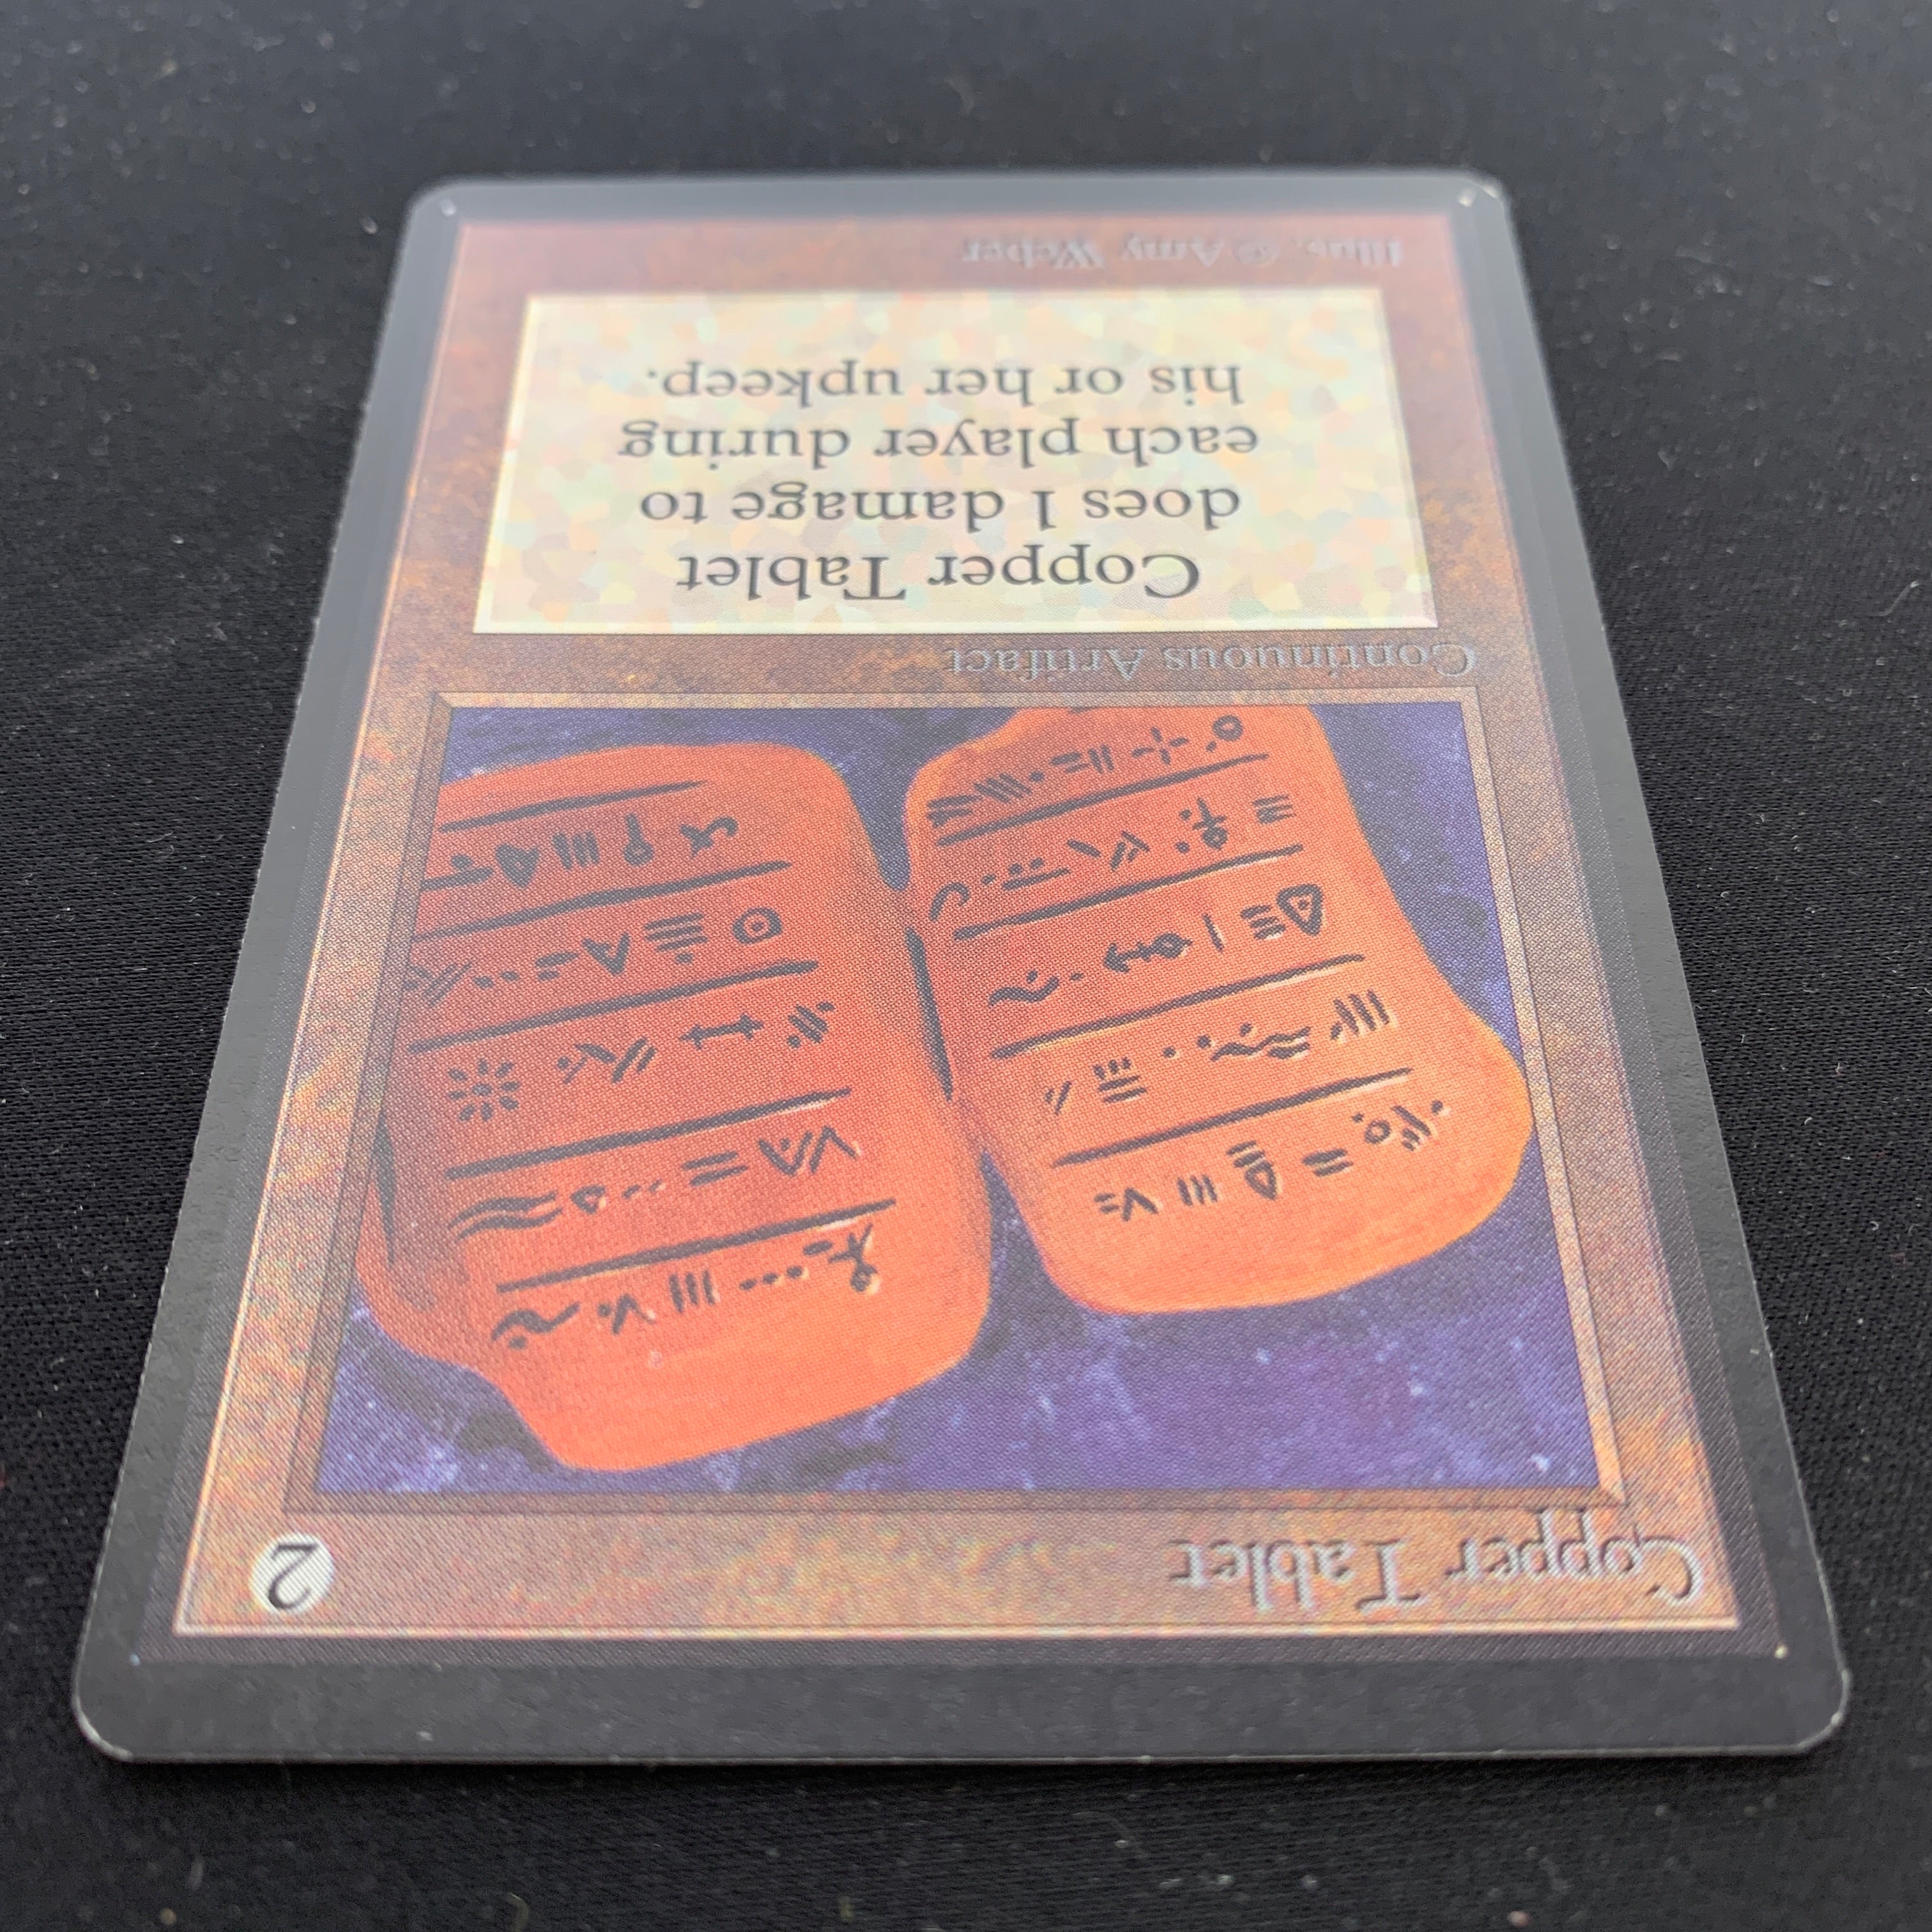 Copper Tablet 2
Continuous Artifact
Copper Tablet
does 1 damage to
each player during
his or her upkeep.
Illus. © Amy Weber